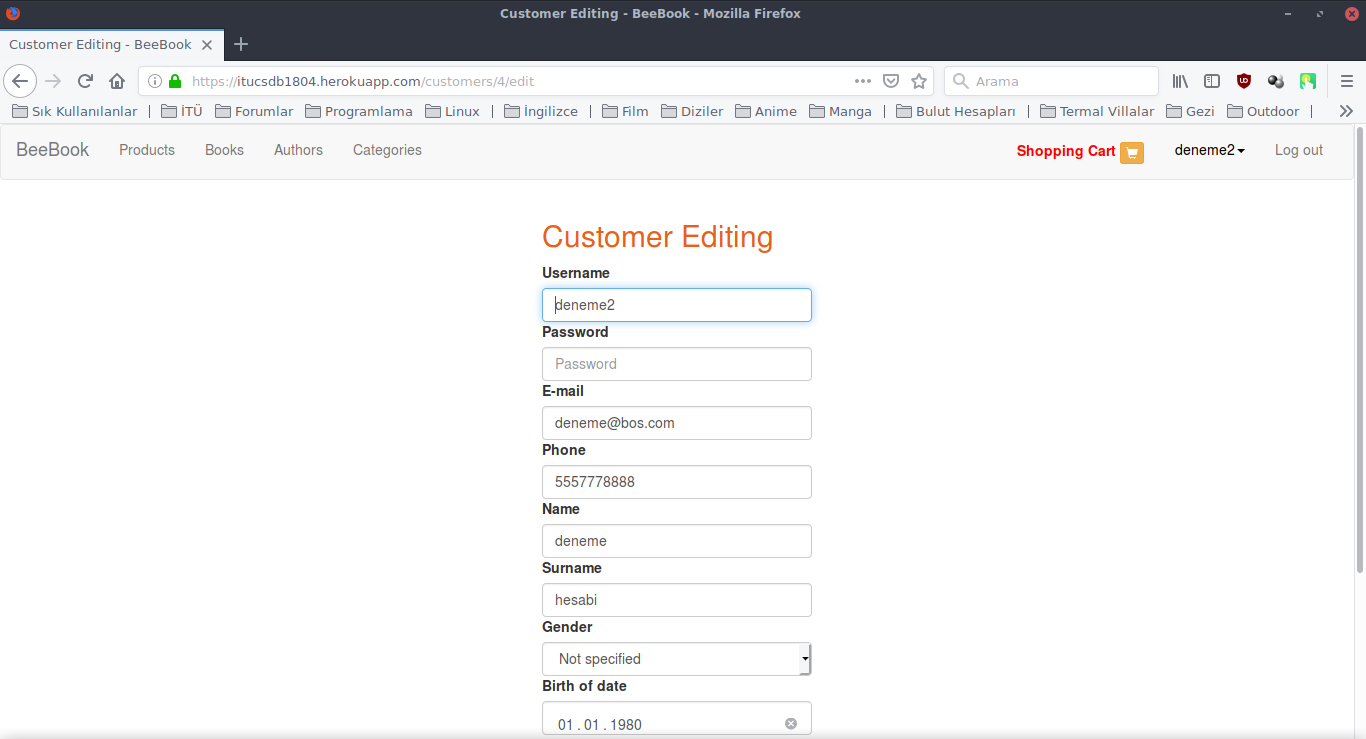 Customer Editing - BeeBook - Mozilla Firefox
Customer Editing - BeeBook
https://itucsdb1804.herokuapp.com/customers/4/edit
Arama
Sık Kullanılanlar | İTÜ Forumlar Programlama Linux | İngilizce | Film Diziler Anime Manga | Bulut Hesapları | Termal Villalar Gezi Outdoor |
BeeBook Products Books Authors Categories Shopping Cart deneme2 Log out
Customer Editing
Username
deneme2
Password
Password
E-mail
deneme@bos.com
Phone
5557778888
Name
deneme
Surname
hesabi
Gender
Not specified
Birth of date
01 . 01 . 1980